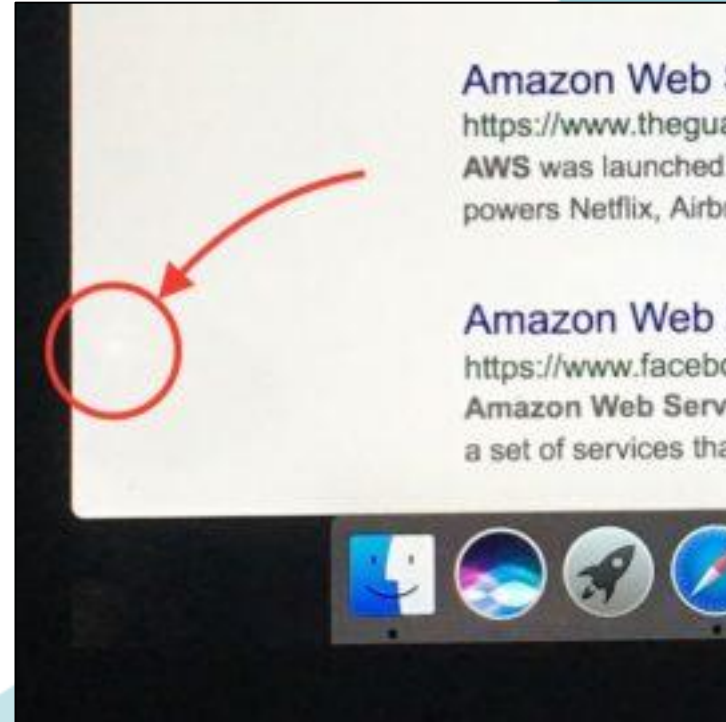 Amazon Web
https://www.thegua
AWS was launched.
powers Netflix, Airb
Amazon Web
https://www.facebo
Amazon Web Serv
a set of services tha